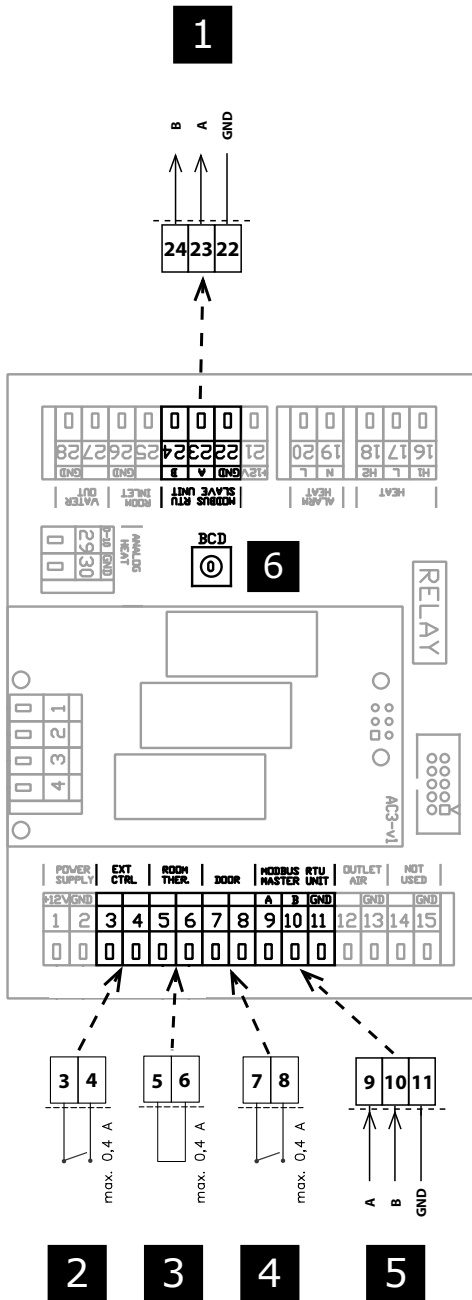 1
B A GND
24 23 22
28 27 26 25 24 23 22 21 20 19 18 17 16
GND GND B A GND +12V L N H2 L H1
WATER OUT
ROOM INLET
MODBUS RTU SLAVE UNIT
ALARM HEAT
HEAT
29 30
0-10 GND
ANALOG HEAT
BCD
6
RELAY
1
2
3
4
AC3-v1
POWER SUPPLY
EXT CTRL
ROOM THER.
DOOR
MODBUS RTU MASTER UNIT
OUTLET AIR
NOT USED
+12V GND A B GND GND GND
1 2 3 4 5 6 7 8 9 10 11 12 13 14 15
3 4
5 6
7 8
9 10 11
max. 0,4 A
max. 0,4 A
max. 0,4 A
A B GND
2 3 4 5